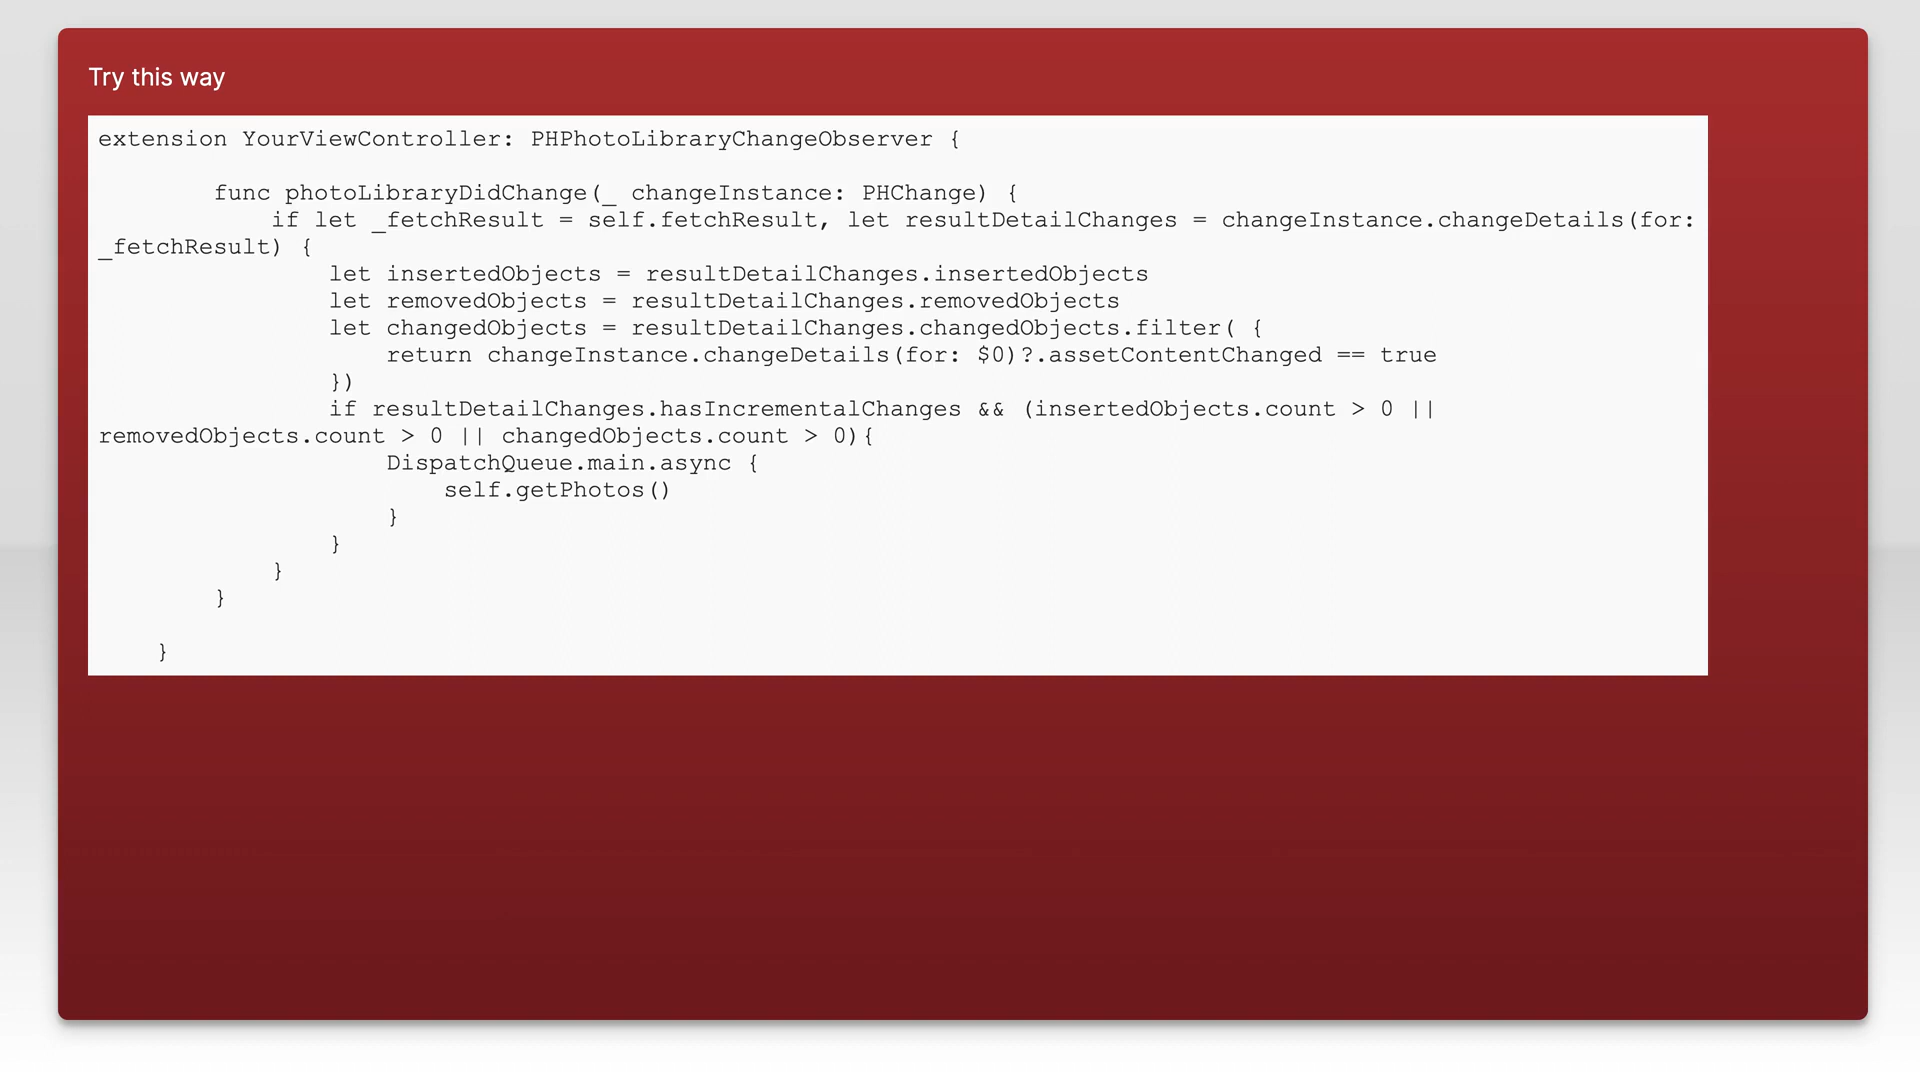 Try this way
extension YourViewController: PHPhotoLibraryChangeObserver {
func photoLibraryDidChange(_ changeInstance: PHChange) {
if let _fetchResult = self.fetchResult, let resultDetailChanges = changeInstance.changeDetails(for:
_fetchResult) {
let insertedObjects = resultDetailChanges.insertedObjects
let removedObjects = resultDetailChanges.removedObjects
let changedObjects = resultDetailChanges.changedObjects.filter( {
return changeInstance.changeDetails(for: $0)?.assetContentChanged == true
})
if resultDetailChanges.hasIncrementalChanges && (insertedObjects.count > 0 ||
removedObjects.count > 0 || changedObjects.count > 0){
DispatchQueue.main.async {
self.getPhotos()
}
}
}
}
}